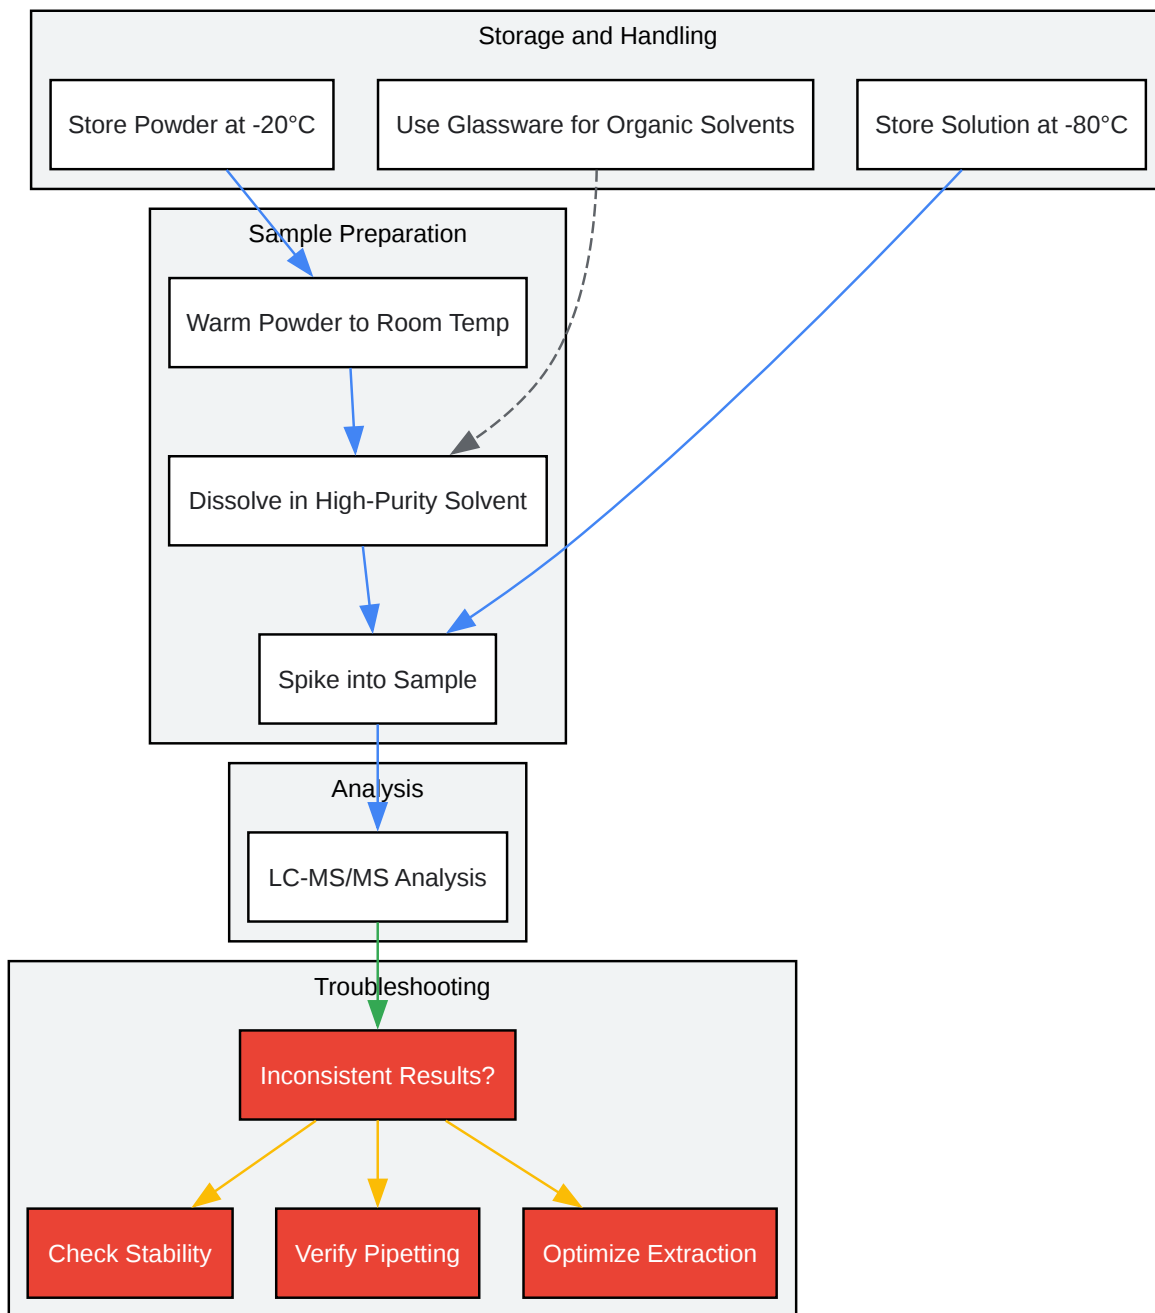 Storage and Handling
Store Powder at -20°C
Use Glassware for Organic Solvents
Store Solution at -80°C
Sample Preparation
Warm Powder to Room Temp
Dissolve in High-Purity Solvent
Spike into Sample
Analysis
LC-MS/MS Analysis
Troubleshooting
Inconsistent Results?
Check Stability
Verify Pipetting
Optimize Extraction